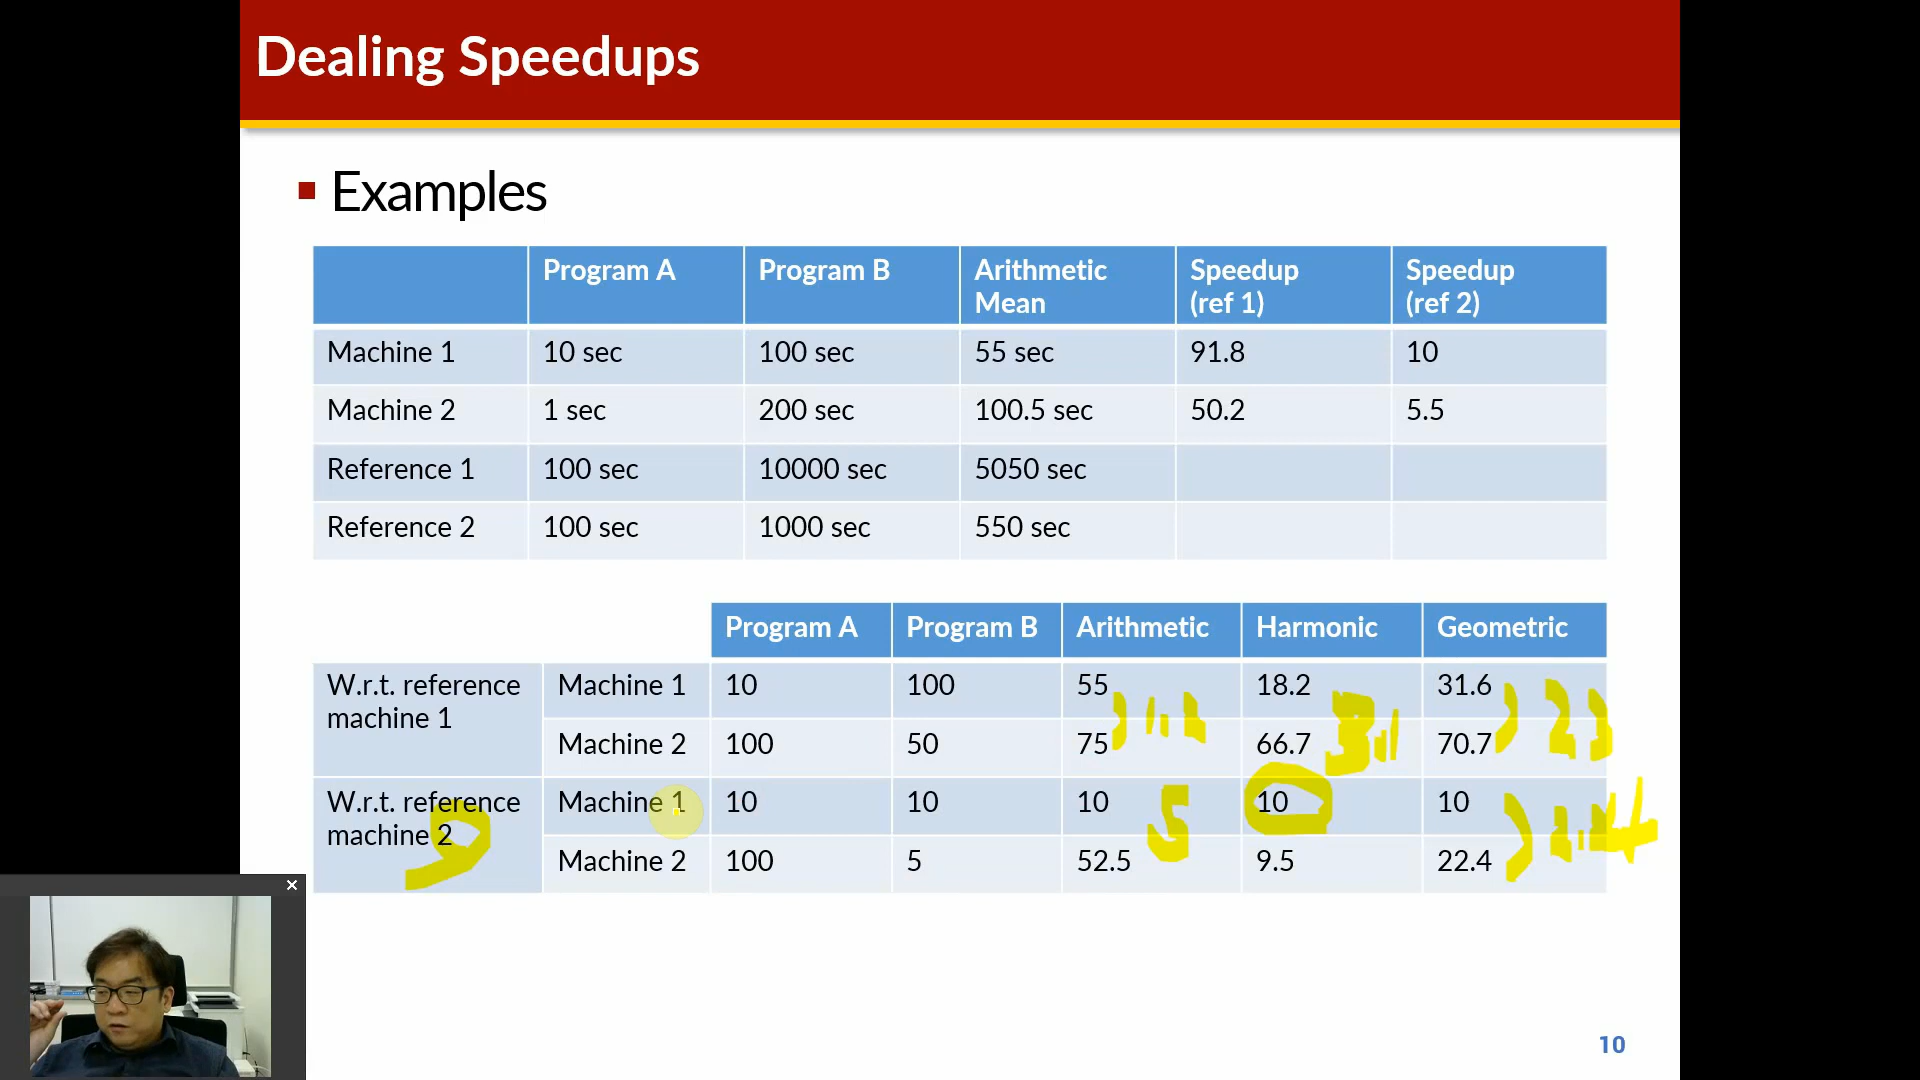 Dealing Speedups
Examples
Program A Program B Arithmetic Mean Speedup (ref 1) Speedup (ref 2)
Machine 1 10 sec 100 sec 55 sec 91.8 10
Machine 2 1 sec 200 sec 100.5 sec 50.2 5.5
Reference 1 100 sec 10000 sec 5050 sec
Reference 2 100 sec 1000 sec 550 sec
Program A Program B Arithmetic Harmonic Geometric
W.r.t. reference machine 1 Machine 1 10 100 55 18.2 31.6
Machine 2 100 50 75 66.7 70.7
W.r.t. reference machine 2 Machine 1 10 10 10 10 10
Machine 2 100 5 52.5 9.5 22.4
5
10